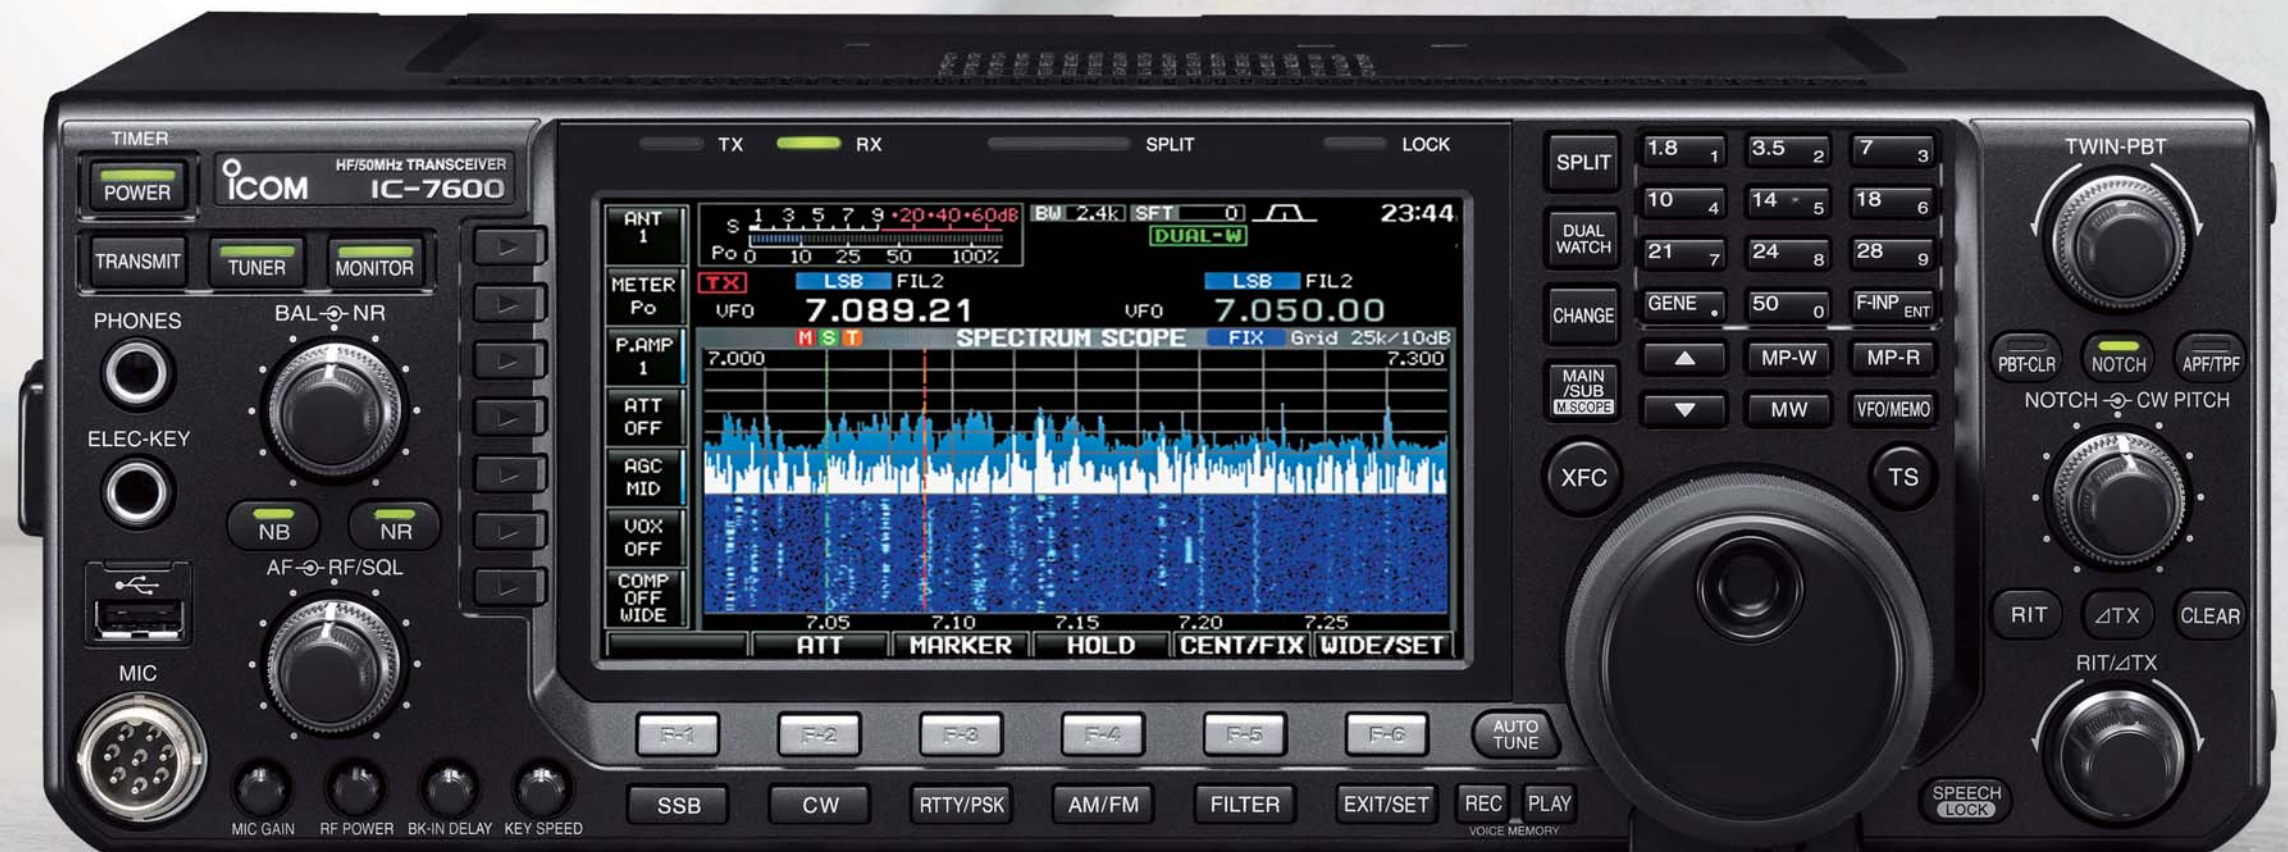 TIMER
POWER
ICOM
HF/50MHz TRANSCEIVER
IC-7600
TRANSMIT
TUNER
MONITOR
PHONES
BAL NR
ELEC-KEY
NB
NR
AF RF/SQL
MIC
MIC GAIN
RF POWER
BK-IN DELAY
KEY SPEED
TX
RX
SPLIT
LOCK
ANT
1
METER
Po
P.AMP
1
ATT
OFF
AGC
MID
VOX
OFF
COMP
OFF
WIDE
S 1 3 5 7 9 +20+40+60dB
Po 0 10 25 50 100%
BW 2.4k SFT 0
23:44
DUAL-W
TX LSB FIL2
VFO 7.089.21
LSB FIL2
VFO 7.050.00
M S T SPECTRUM SCOPE FIX Grid 25k/10dB
7.000 7.300
7.05 7.10 7.15 7.20 7.25
ATT MARKER HOLD CENT/FIX WIDE/SET
F-1 F-2 F-3 F-4 F-5 F-6
AUTO
TUNE
SSB CW RTTY/PSK AM/FM FILTER EXIT/SET REC PLAY
VOICE MEMORY
SPLIT
DUAL
WATCH
CHANGE
MAIN
/SUB
M.SCOPE
1.8 1 3.5 2 7 3
10 4 14 5 18 6
21 7 24 8 28 9
GENE . 50 0 F-INP ENT
MP-W MP-R
MW VFO/MEMO
XFC
TS
TWIN-PBT
PBT-CLR NOTCH APF/TPF
NOTCH CW PITCH
RIT ⊿TX CLEAR
RIT/⊿TX
SPEECH
LOCK